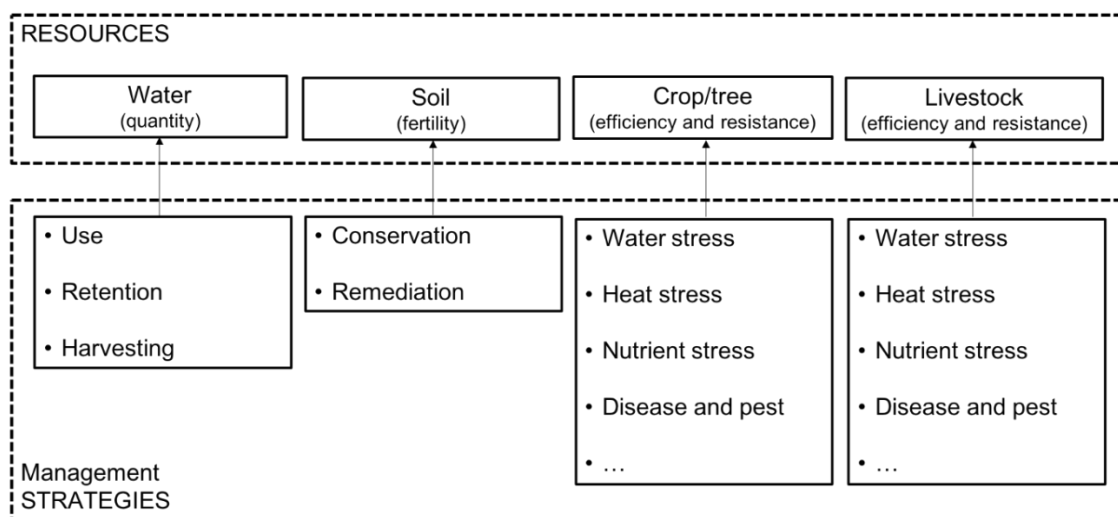 RESOURCES
Water
(quantity)
Soil
(fertility)
Crop/tree
(efficiency and resistance)
Livestock
(efficiency and resistance)
• Use
• Retention
• Harvesting
• Conservation
• Remediation
• Water stress
• Heat stress
• Nutrient stress
• Disease and pest
• …
• Water stress
• Heat stress
• Nutrient stress
• Disease and pest
• …
Management
STRATEGIES